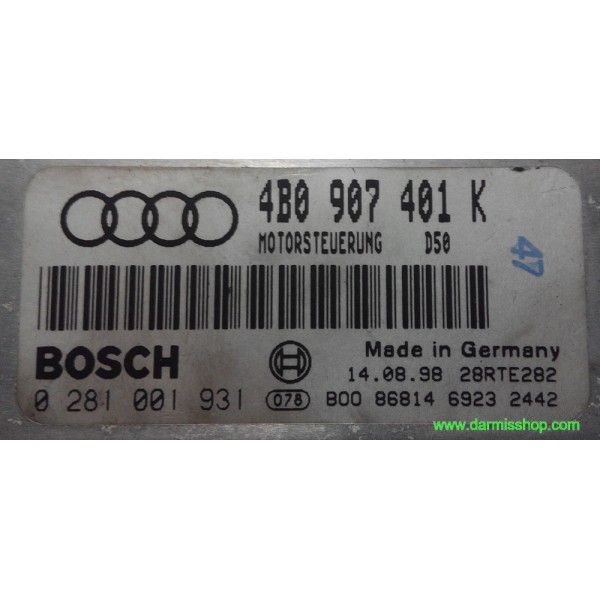 4B0 907 401 K
MOTORSTEUERUNG D50
47
BOSCH
Made in Germany
14.08.98 28RTE282
0 281 001 931
078
B00 86814 6923 2442
www.darmisshop.com